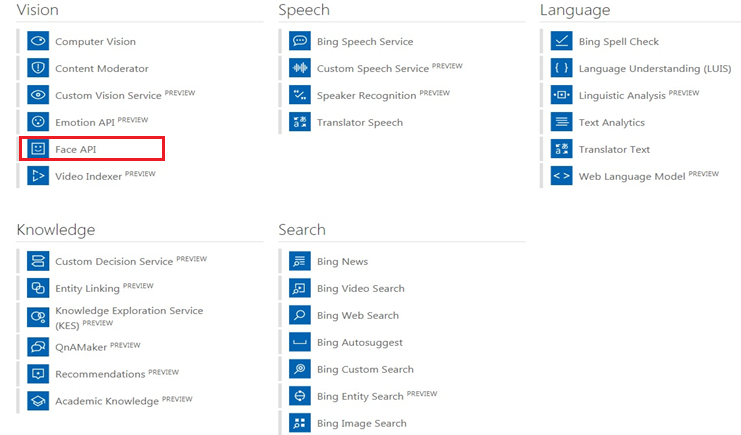 Vision
Computer Vision
Content Moderator
Custom Vision Service PREVIEW
Emotion API PREVIEW
Face API
Video Indexer PREVIEW
Speech
Bing Speech Service
Custom Speech Service PREVIEW
Speaker Recognition PREVIEW
Translator Speech
Language
Bing Spell Check
Language Understanding (LUIS)
Linguistic Analysis PREVIEW
Text Analytics
Translator Text
Web Language Model PREVIEW
Knowledge
Custom Decision Service PREVIEW
Entity Linking PREVIEW
Knowledge Exploration Service
(KES) PREVIEW
QnAMaker PREVIEW
Recommendations PREVIEW
Academic Knowledge PREVIEW
Search
Bing News
Bing Video Search
Bing Web Search
Bing Autosuggest
Bing Custom Search
Bing Entity Search PREVIEW
Bing Image Search